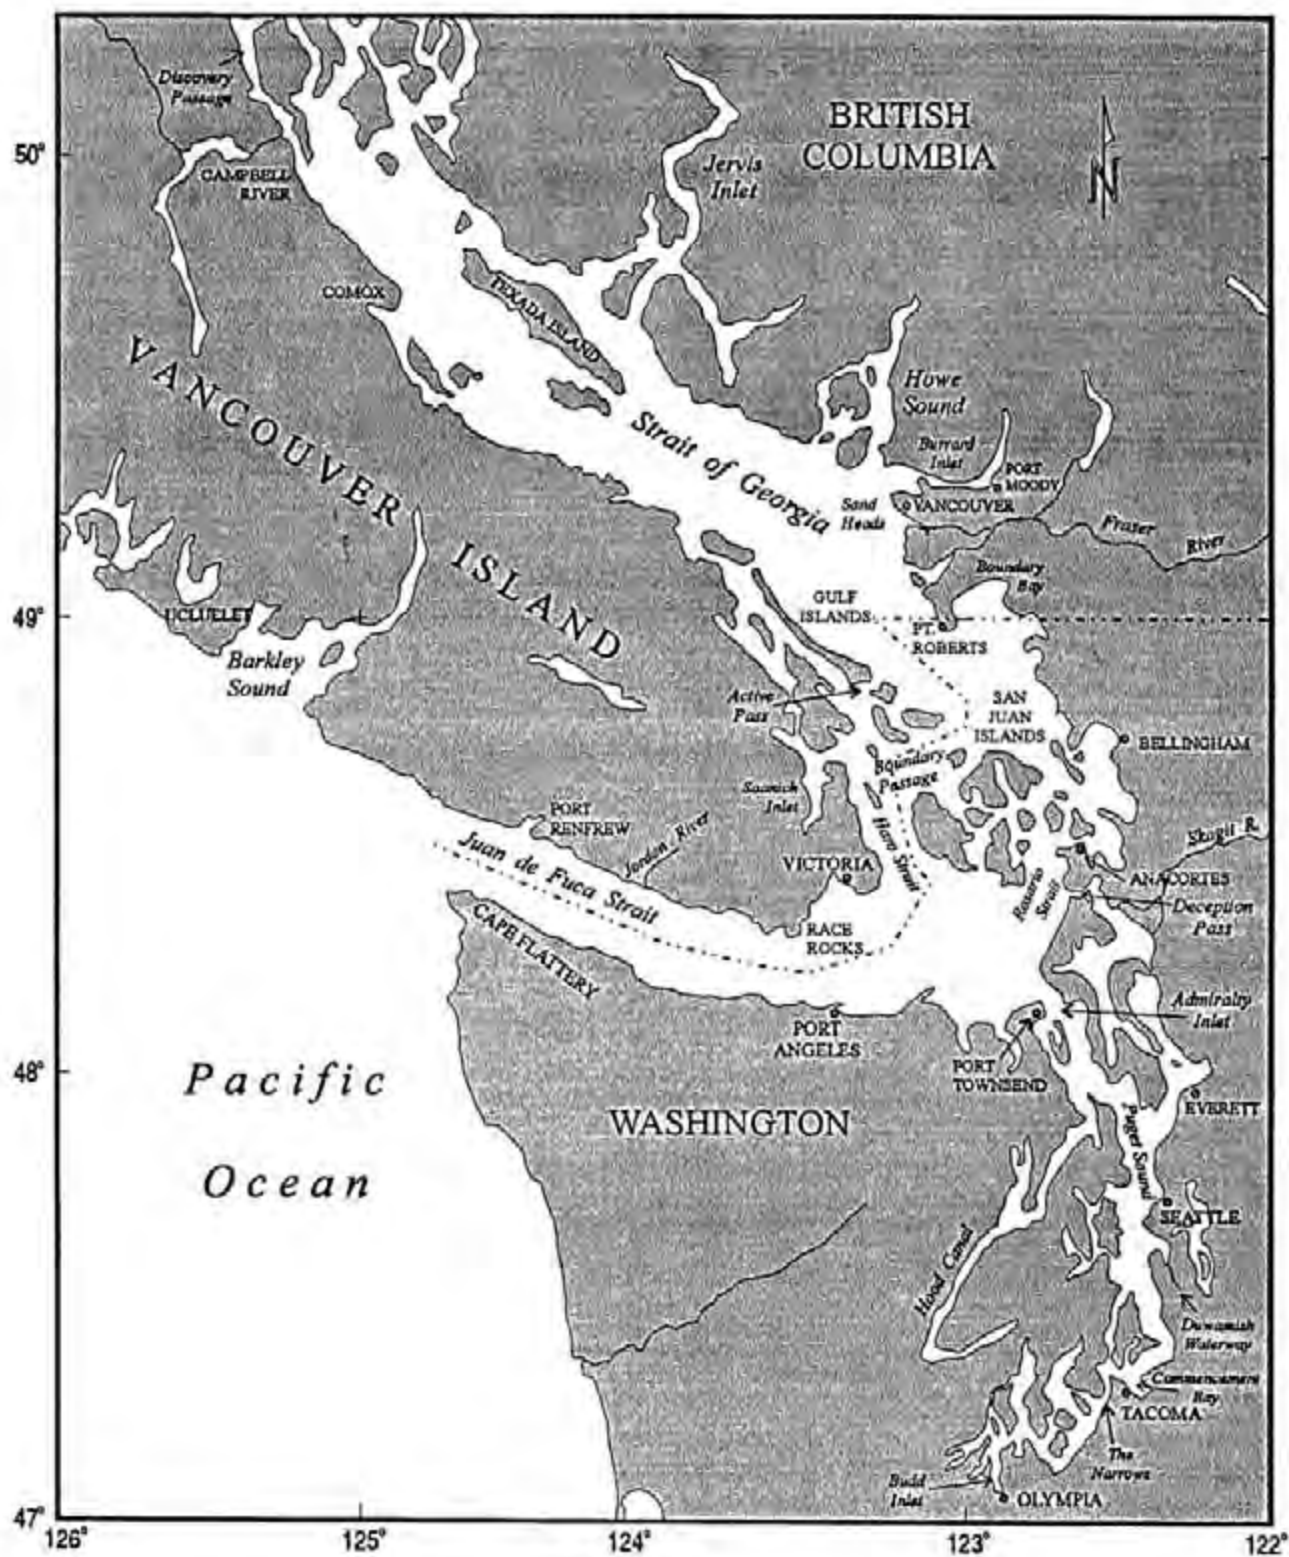 Discovery
Passage
BRITISH
COLUMBIA
N
50°
CAMPBELL
RIVER
Jervis
Inlet
COMOX
TEXADA ISLAND
VANCOUVER ISLAND
Howe
Sound
Strait of Georgia
Burrard
Inlet
PORT
MOODY
Sand
Heads
VANCOUVER
Fraser
River
Boundary
Bay
49°
UCLUELET
GULF
ISLANDS
PT.
ROBERTS
Barkley
Sound
Active
Pass
SAN
JUAN
ISLANDS
BELLINGHAM
Boundary
Passage
Saanich
Inlet
PORT
RENFREW
Jordon River
Haro Strait
Skagit R.
Juan de Fuca Strait
VICTORIA
ANACORTES
Rosario
Strait
Deception
Pass
CAPE FLATTERY
RACE
ROCKS
Admiralty
Inlet
PORT
ANGELES
PORT
TOWNSEND
48°
Pacific
Ocean
WASHINGTON
EVERETT
Puget Sound
SEATTLE
Hood Canal
Duwamish
Waterway
Commencement
Bay
TACOMA
The
Narrows
Budd
Inlet
OLYMPIA
47°
126°
125°
124°
123°
122°